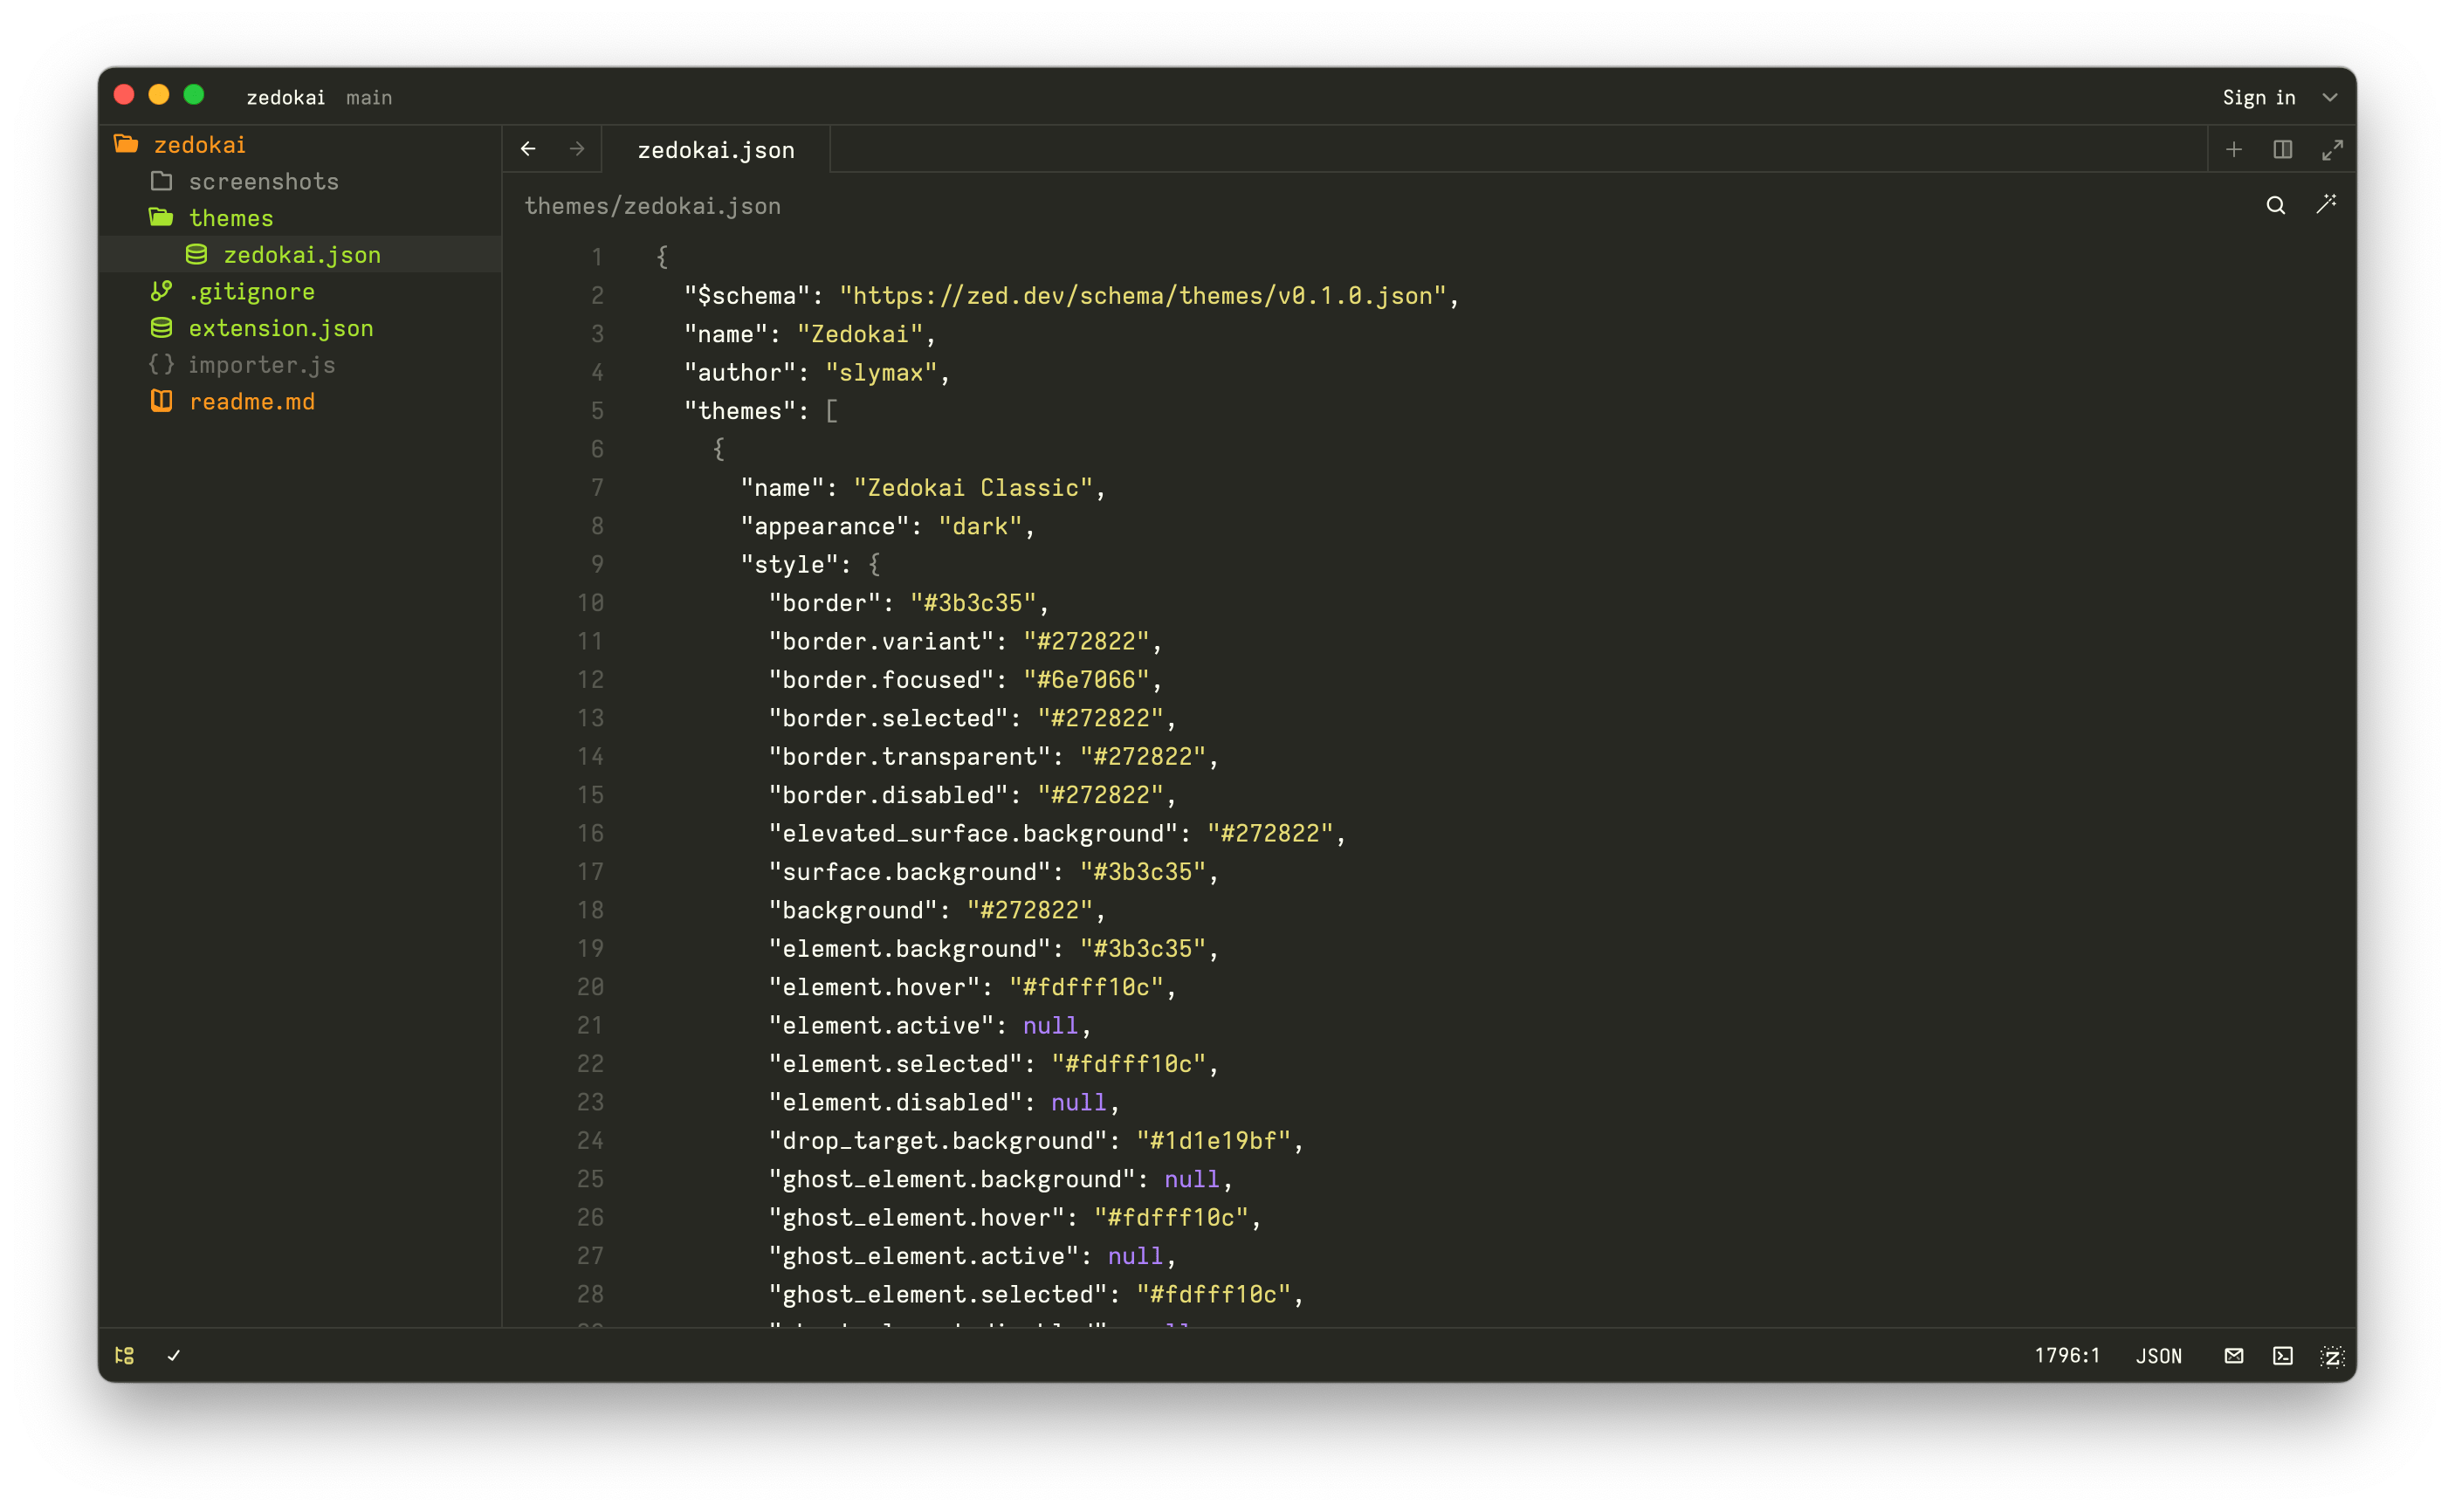 zedokai main
Sign in
zedokai
screenshots
themes
zedokai.json
.gitignore
extension.json
importer.js
readme.md
zedokai.json
themes/zedokai.json
1 {
2 "$schema": "https://zed.dev/schema/themes/v0.1.0.json",
3 "name": "Zedokai",
4 "author": "slymax",
5 "themes": [
6 {
7 "name": "Zedokai Classic",
8 "appearance": "dark",
9 "style": {
10 "border": "#3b3c35",
11 "border.variant": "#272822",
12 "border.focused": "#6e7066",
13 "border.selected": "#272822",
14 "border.transparent": "#272822",
15 "border.disabled": "#272822",
16 "elevated_surface.background": "#272822",
17 "surface.background": "#3b3c35",
18 "background": "#272822",
19 "element.background": "#3b3c35",
20 "element.hover": "#fdfff10c",
21 "element.active": null,
22 "element.selected": "#fdfff10c",
23 "element.disabled": null,
24 "drop_target.background": "#1d1e19bf",
25 "ghost_element.background": null,
26 "ghost_element.hover": "#fdfff10c",
27 "ghost_element.active": null,
28 "ghost_element.selected": "#fdfff10c",
1796:1 JSON